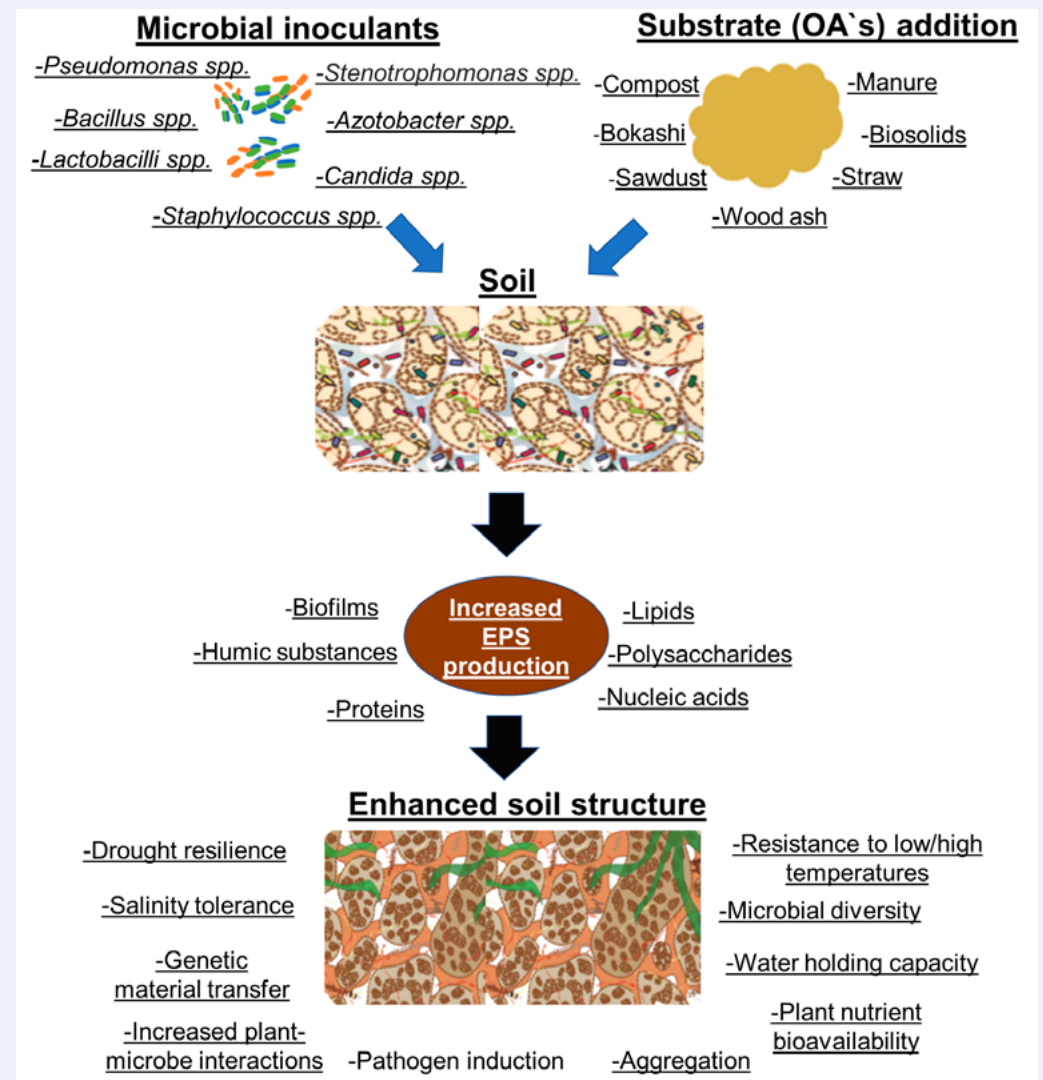 Microbial inoculants
-Pseudomonas spp.
-Stenotrophomonas spp.
-Bacillus spp.
-Azotobacter spp.
-Lactobacilli spp.
-Candida spp.
-Staphylococcus spp.
Substrate (OA`s) addition
-Compost
-Manure
-Bokashi
-Biosolids
-Sawdust
-Straw
-Wood ash
Soil
Increased
EPS
production
-Biofilms
-Humic substances
-Proteins
-Lipids
-Polysaccharides
-Nucleic acids
Enhanced soil structure
-Drought resilience
-Salinity tolerance
-Genetic
material transfer
-Increased plant-
microbe interactions
-Pathogen induction
-Aggregation
-Resistance to low/high
temperatures
-Microbial diversity
-Water holding capacity
-Plant nutrient
bioavailability